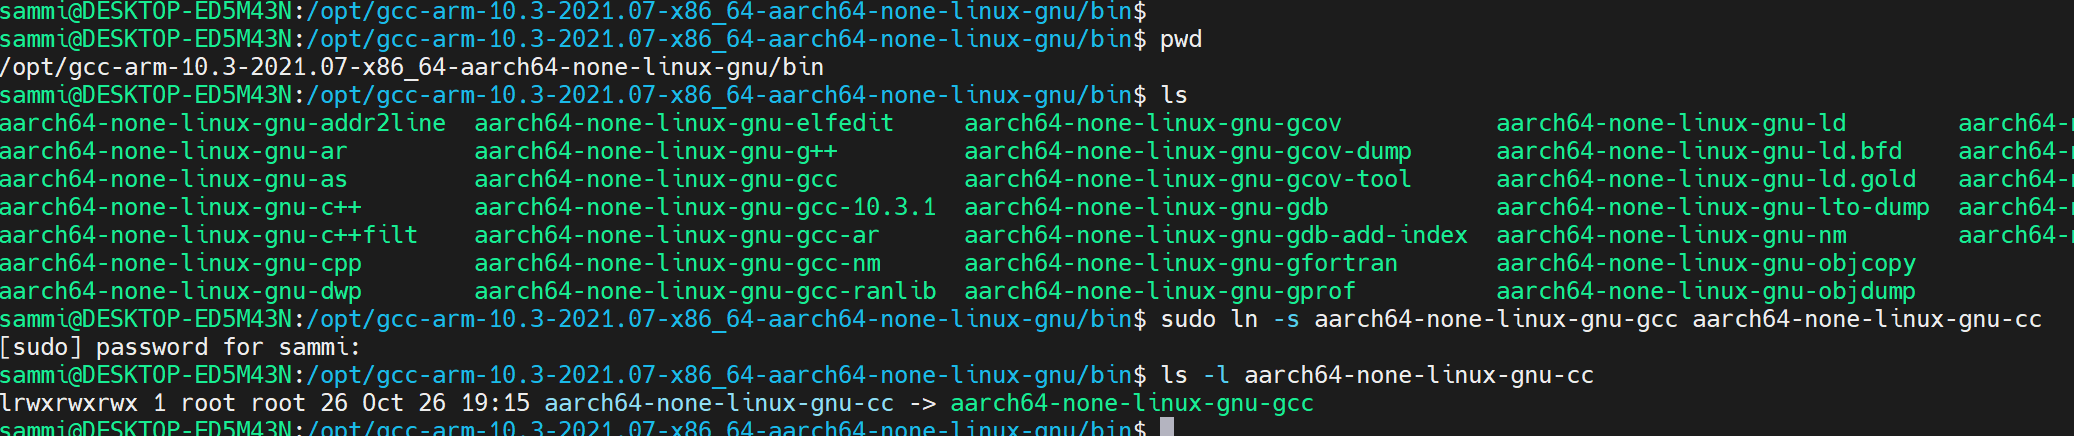 sammi@DESKTOP-ED5M43N:/opt/gcc-arm-10.3-2021.07-x86_64-aarch64-none-linux-gnu/bin$
sammi@DESKTOP-ED5M43N:/opt/gcc-arm-10.3-2021.07-x86_64-aarch64-none-linux-gnu/bin$ pwd
/opt/gcc-arm-10.3-2021.07-x86_64-aarch64-none-linux-gnu/bin
sammi@DESKTOP-ED5M43N:/opt/gcc-arm-10.3-2021.07-x86_64-aarch64-none-linux-gnu/bin$ ls
aarch64-none-linux-gnu-addr2line  aarch64-none-linux-gnu-elfedit     aarch64-none-linux-gnu-gcov           aarch64-none-linux-gnu-ld        aarch64-n
aarch64-none-linux-gnu-ar         aarch64-none-linux-gnu-g++         aarch64-none-linux-gnu-gcov-dump      aarch64-none-linux-gnu-ld.bfd    aarch64-n
aarch64-none-linux-gnu-as         aarch64-none-linux-gnu-gcc         aarch64-none-linux-gnu-gcov-tool      aarch64-none-linux-gnu-ld.gold   aarch64-n
aarch64-none-linux-gnu-c++        aarch64-none-linux-gnu-gcc-10.3.1  aarch64-none-linux-gnu-gdb            aarch64-none-linux-gnu-lto-dump  aarch64-n
aarch64-none-linux-gnu-c++filt    aarch64-none-linux-gnu-gcc-ar      aarch64-none-linux-gnu-gdb-add-index  aarch64-none-linux-gnu-nm        aarch64-n
aarch64-none-linux-gnu-cpp        aarch64-none-linux-gnu-gcc-nm      aarch64-none-linux-gnu-gfortran       aarch64-none-linux-gnu-objcopy
aarch64-none-linux-gnu-dwp        aarch64-none-linux-gnu-gcc-ranlib  aarch64-none-linux-gnu-gprof          aarch64-none-linux-gnu-objdump
sammi@DESKTOP-ED5M43N:/opt/gcc-arm-10.3-2021.07-x86_64-aarch64-none-linux-gnu/bin$ sudo ln -s aarch64-none-linux-gnu-gcc aarch64-none-linux-gnu-cc
[sudo] password for sammi:
sammi@DESKTOP-ED5M43N:/opt/gcc-arm-10.3-2021.07-x86_64-aarch64-none-linux-gnu/bin$ ls -l aarch64-none-linux-gnu-cc
lrwxrwxrwx 1 root root 26 Oct 26 19:15 aarch64-none-linux-gnu-cc -> aarch64-none-linux-gnu-gcc
sammi@DESKTOP-ED5M43N:/opt/gcc-arm-10.3-2021.07-x86_64-aarch64-none-linux-gnu/bin$